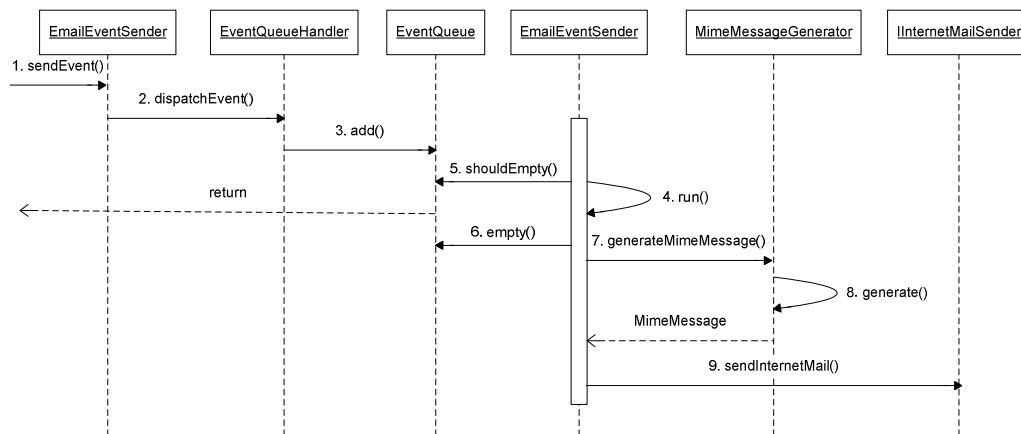 EmailEventSender
EventQueueHandler
EventQueue
EmailEventSender
MimeMessageGenerator
IInternetMailSender
1. sendEvent()
2. dispatchEvent()
3. add()
5. shouldEmpty()
return
4. run()
6. empty()
7. generateMimeMessage()
8. generate()
MimeMessage
9. sendInternetMail()